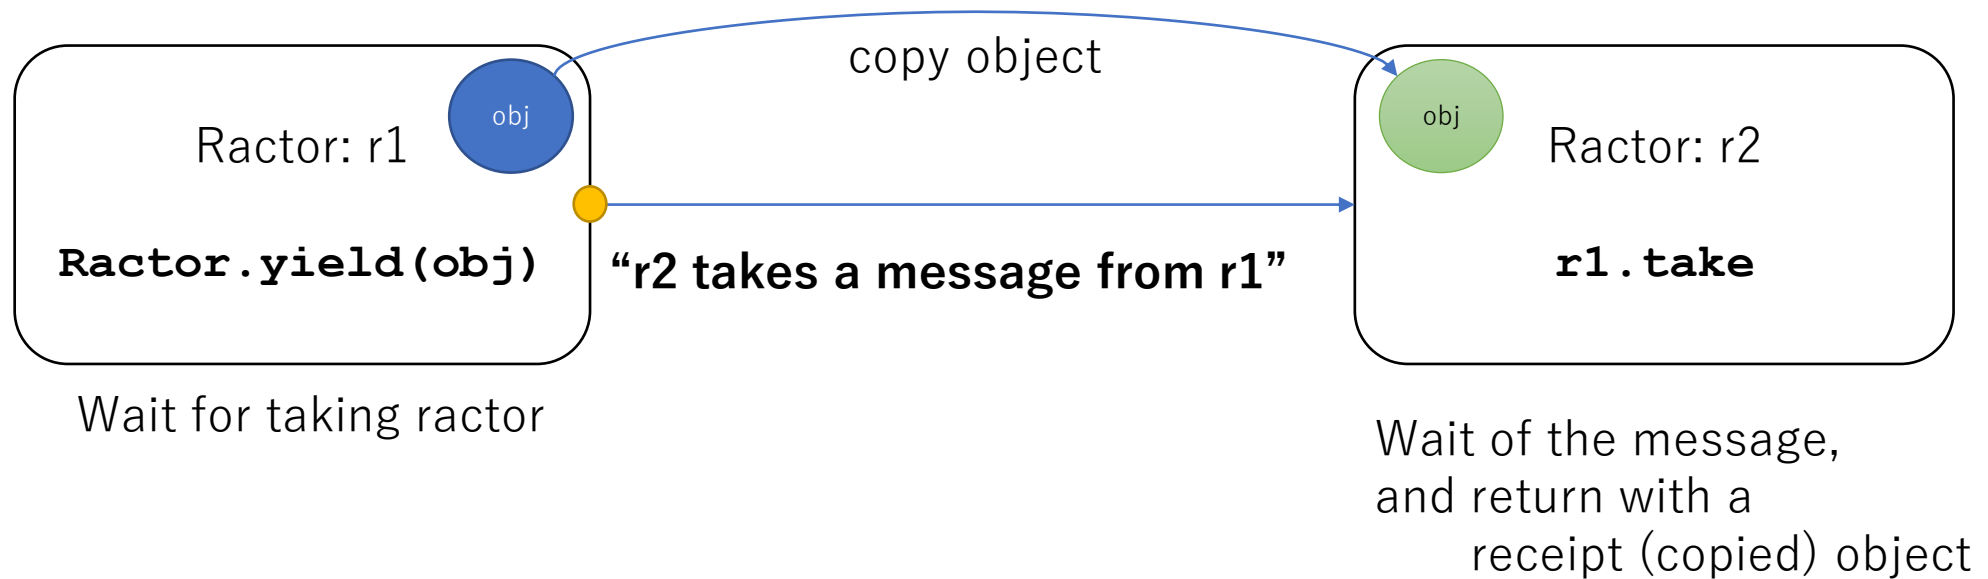 copy object
obj
obj
Ractor: r1
Ractor: r2
Ractor.yield(obj)
“r2 takes a message from r1”
r1.take
Wait for taking ractor
Wait of the message,
and return with a
receipt (copied) object